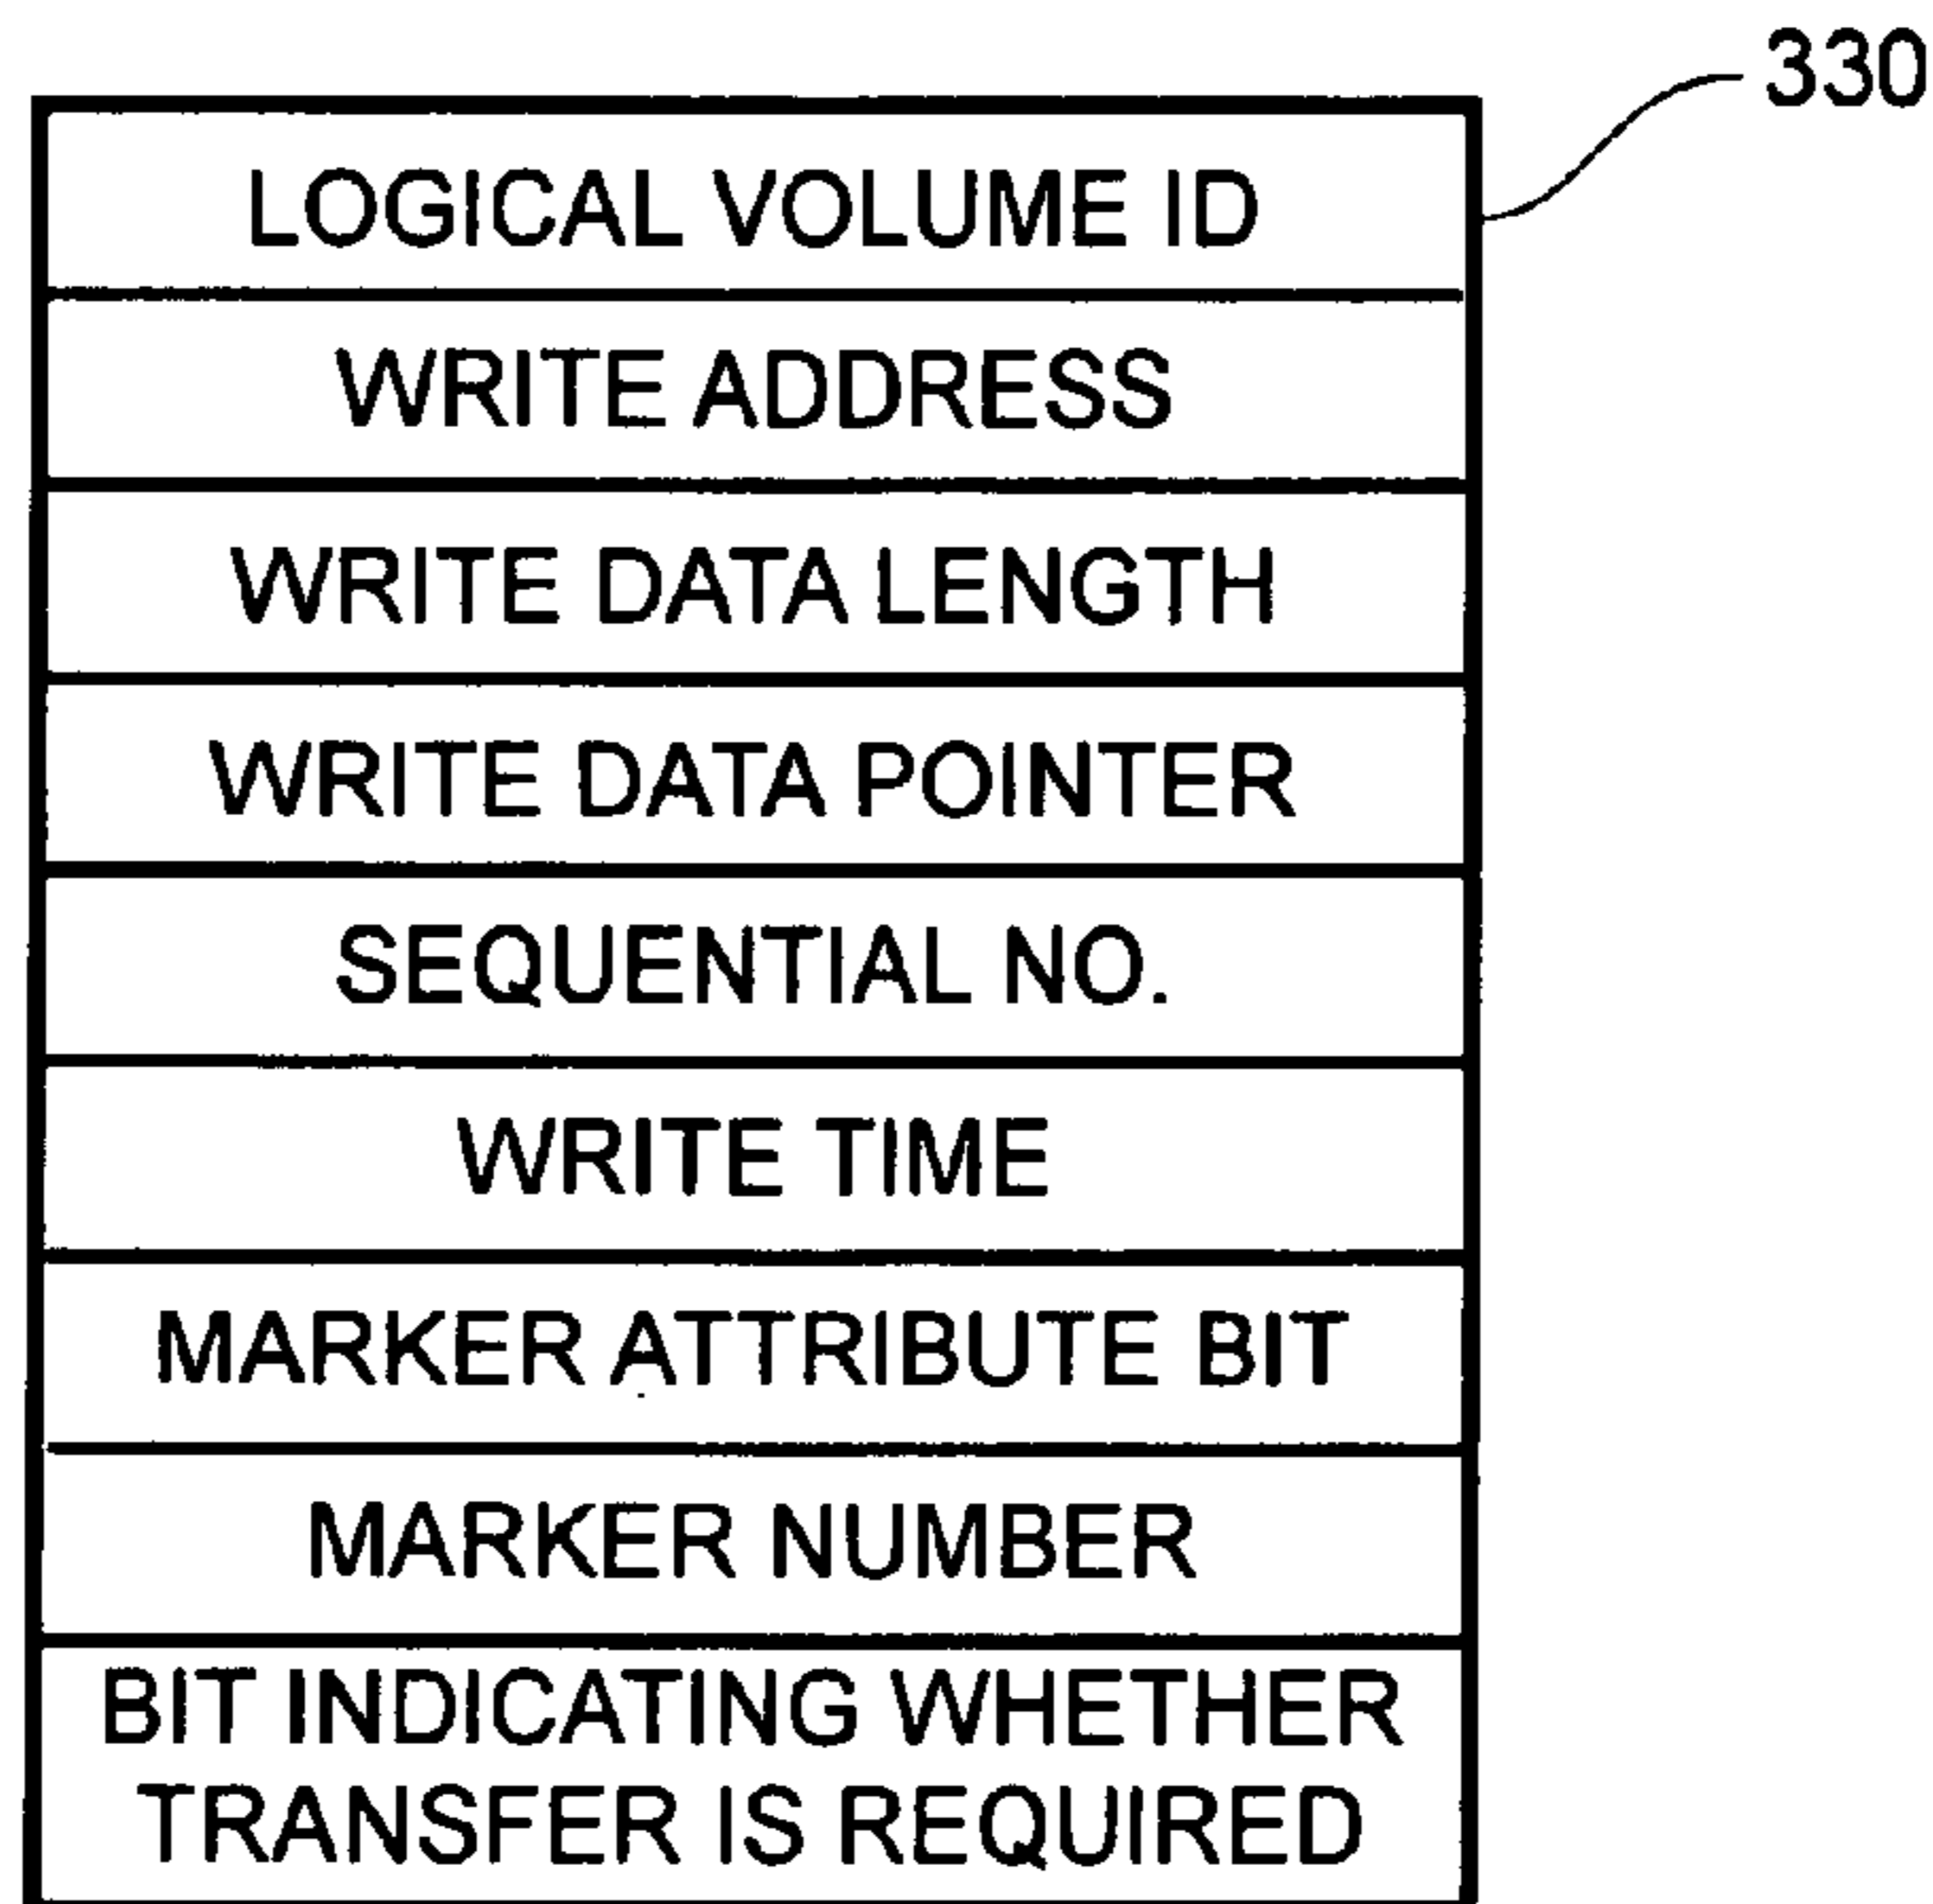 330
LOGICAL VOLUME ID
WRITE ADDRESS
WRITE DATA LENGTH
WRITE DATA POINTER
SEQUENTIAL NO.
WRITE TIME
MARKER ATTRIBUTE BIT
MARKER NUMBER
BIT INDICATING WHETHER
TRANSFER IS REQUIRED